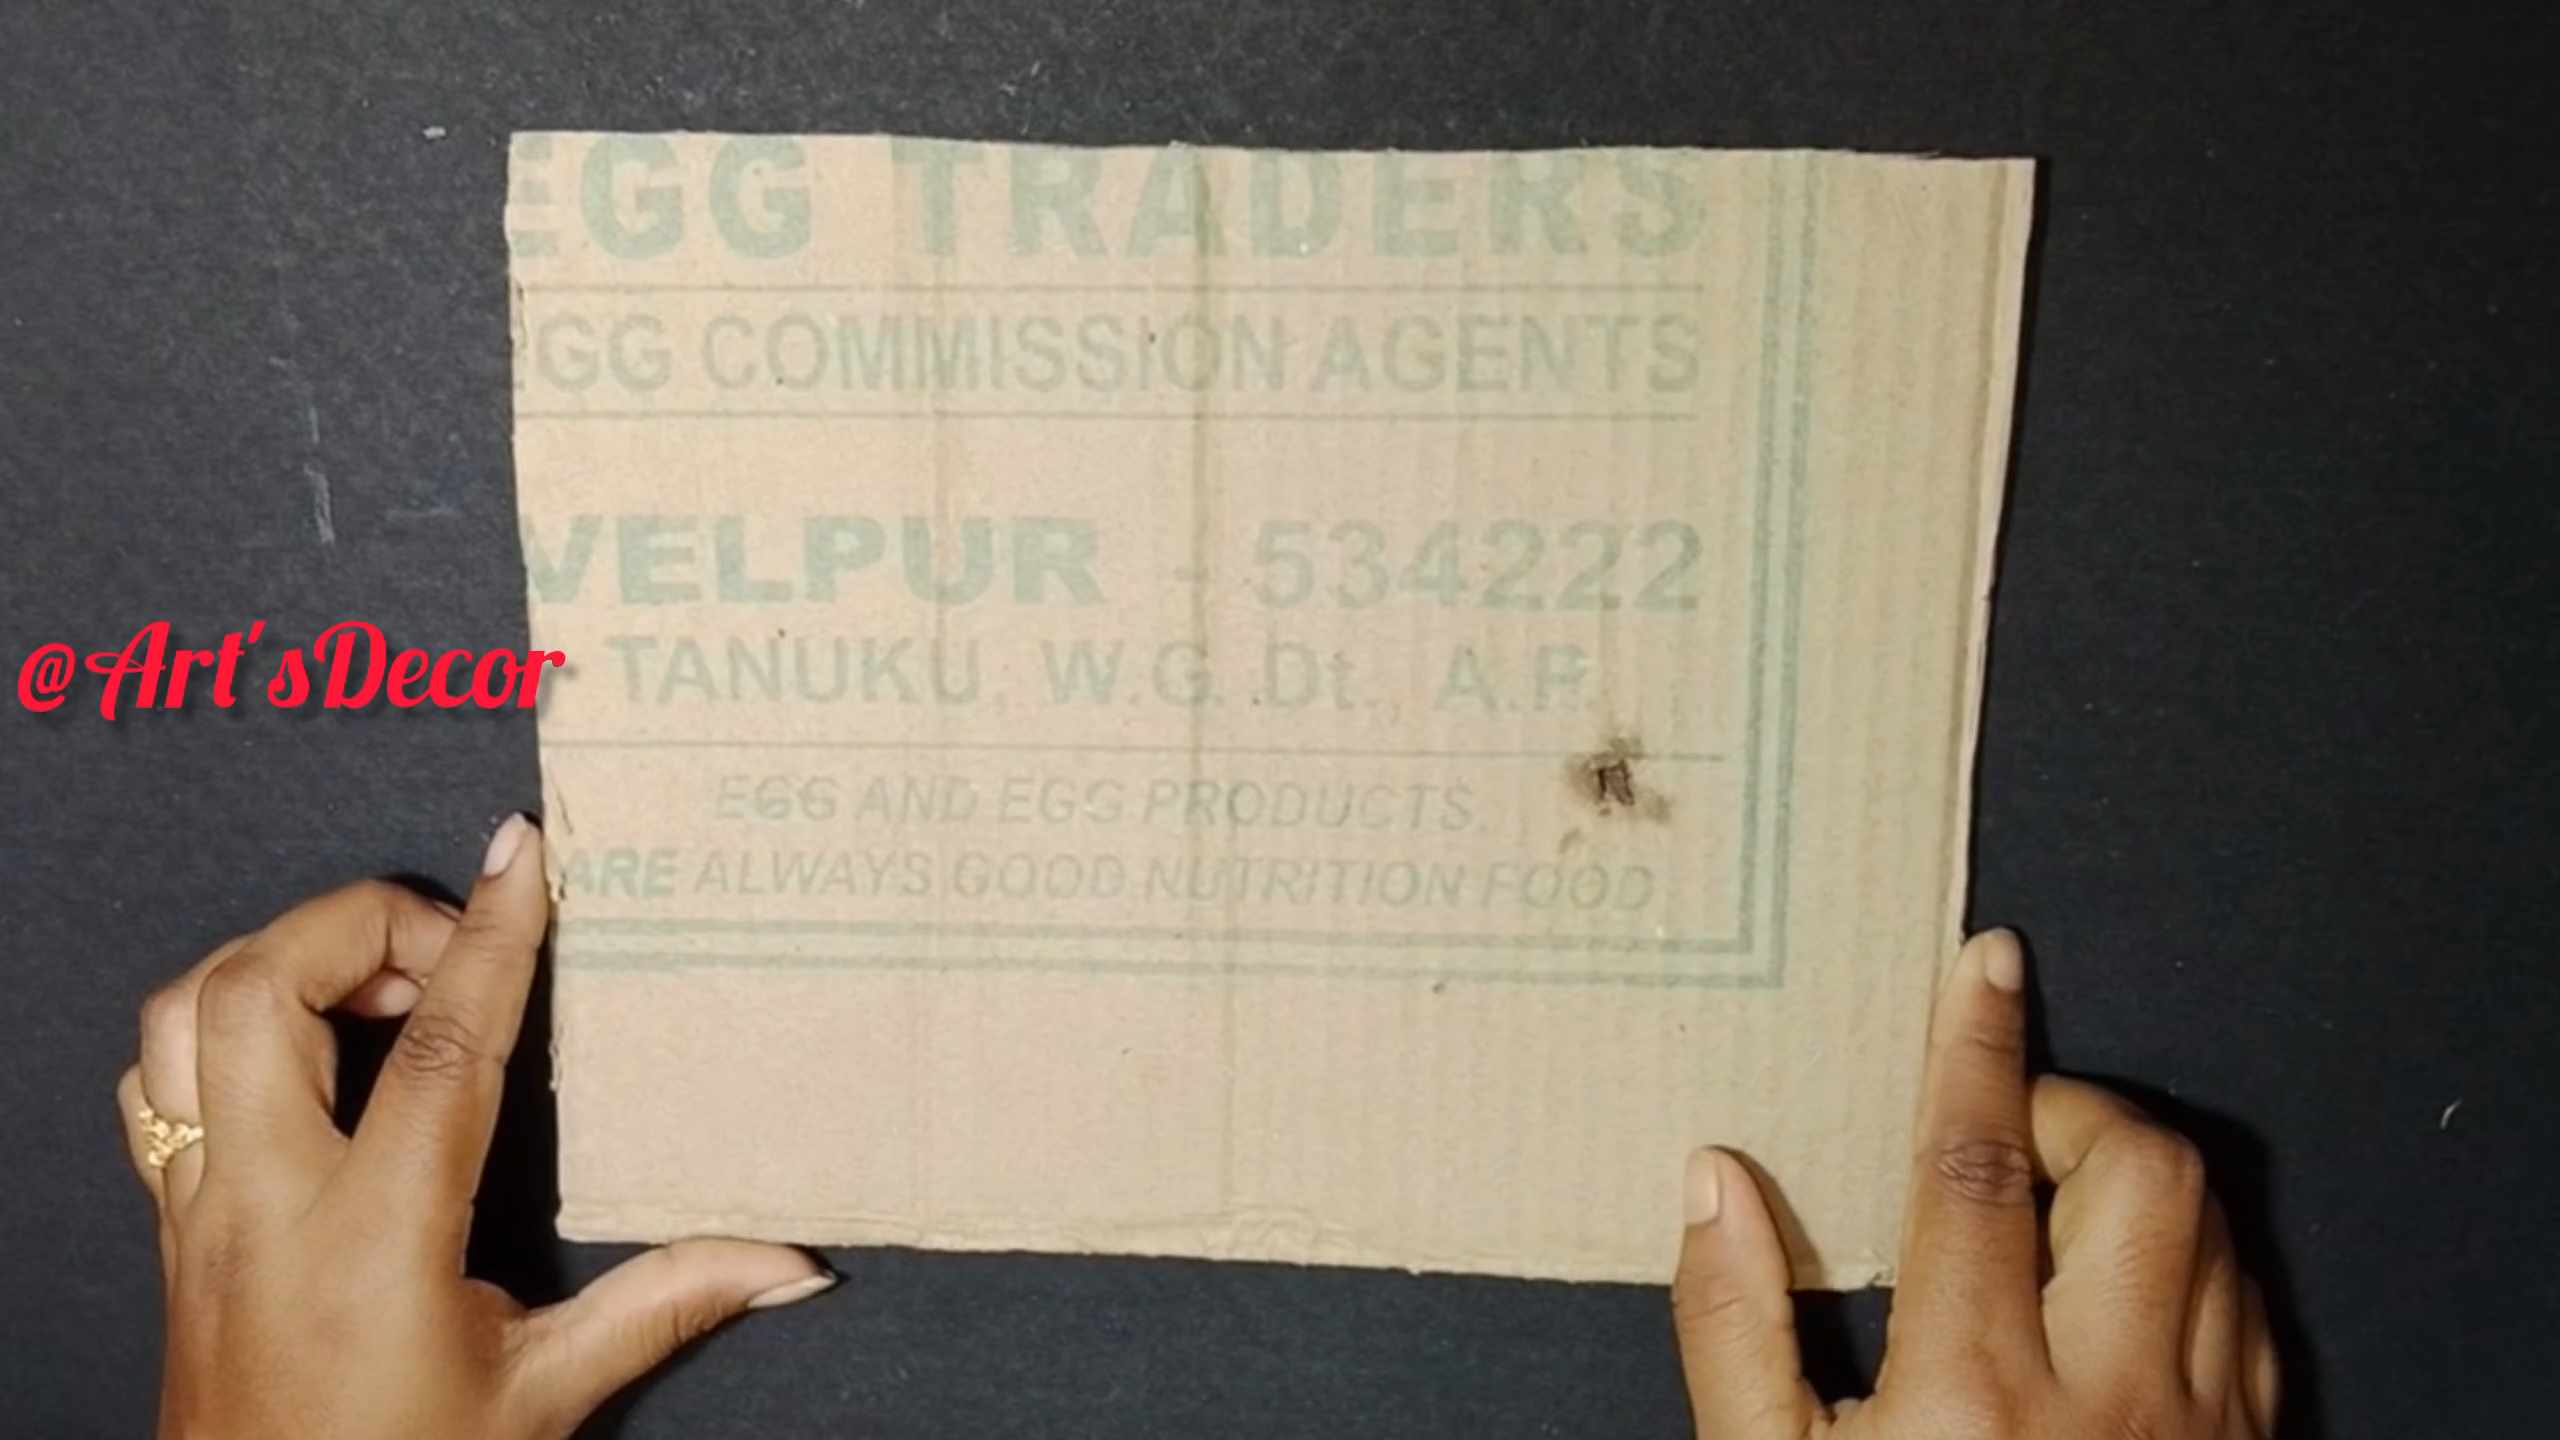 EGG TRADERS
EGG COMMISSION AGENTS
VELPUR - 534222
TANUKU, W.G. Dt., A.P.
EGG AND EGG PRODUCTS,
ARE ALWAYS GOOD NUTRITION FOOD
@Art'sDecor